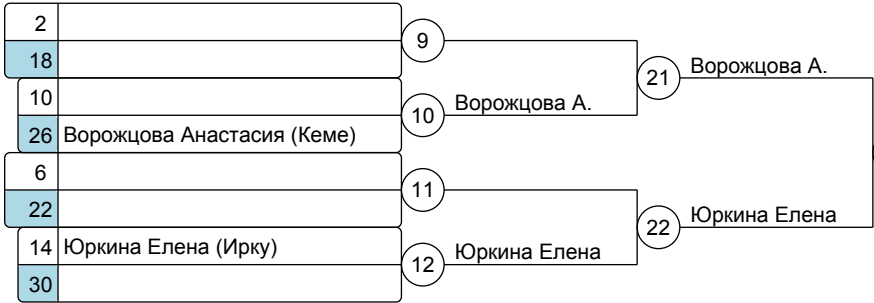 2
18
9
10
26 Ворожцова Анастасия (Кеме)
10 Ворожцова А.
21 Ворожцова А.
6
22
11
14 Юркина Елена (Ирку)
30
12 Юркина Елена
22 Юркина Елена